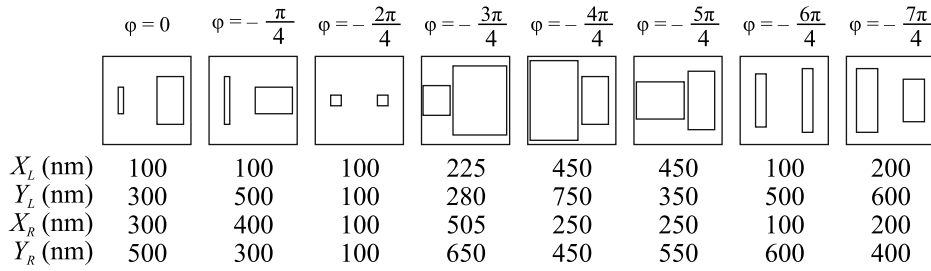 φ = 0 φ = − π/4 φ = − 2π/4 φ = − 3π/4 φ = − 4π/4 φ = − 5π/4 φ = − 6π/4 φ = − 7π/4
X_L (nm) 100 100 100 225 450 450 100 200
Y_L (nm) 300 500 100 280 750 350 500 600
X_R (nm) 300 400 100 505 250 250 100 200
Y_R (nm) 500 300 100 650 450 550 600 400